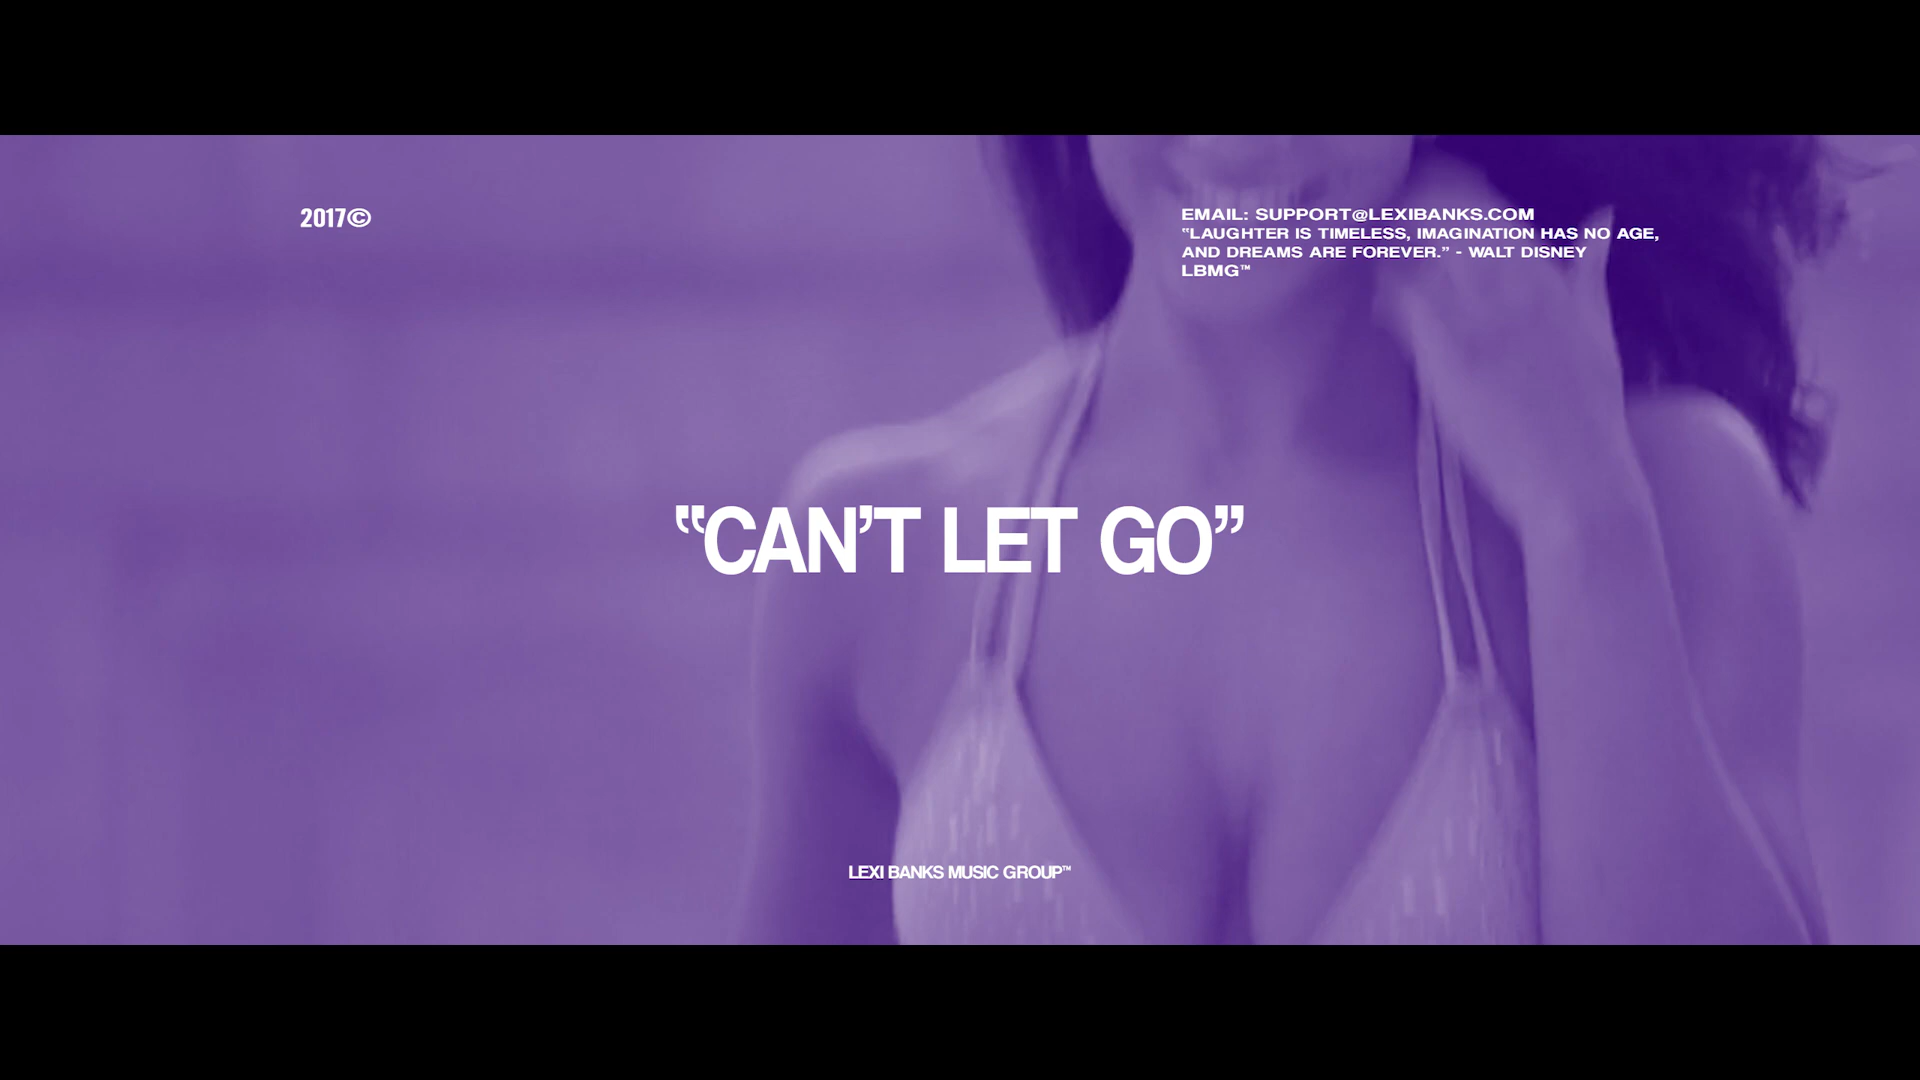 2017©
EMAIL: SUPPORT@LEXIBANKS.COM
“LAUGHTER IS TIMELESS, IMAGINATION HAS NO AGE,
AND DREAMS ARE FOREVER.” - WALT DISNEY
LBMG™
“CAN’T LET GO”
LEXI BANKS MUSIC GROUP™